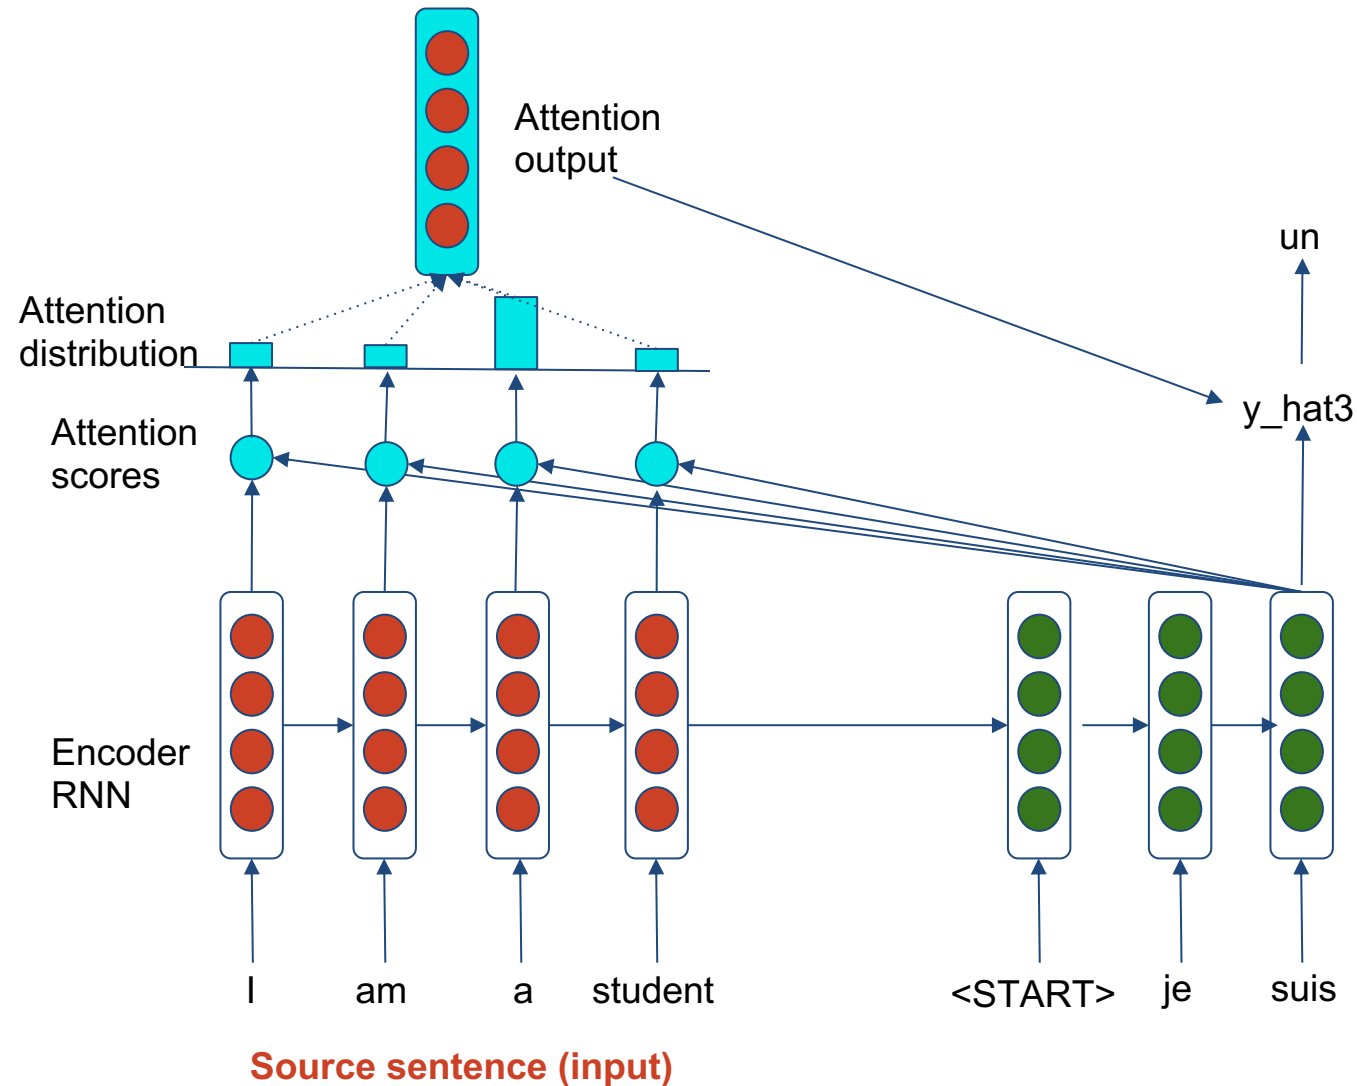 Attention
output
un
Attention
distribution
y_hat3
Attention
scores
Encoder
RNN
I am a student <START> je suis
Source sentence (input)